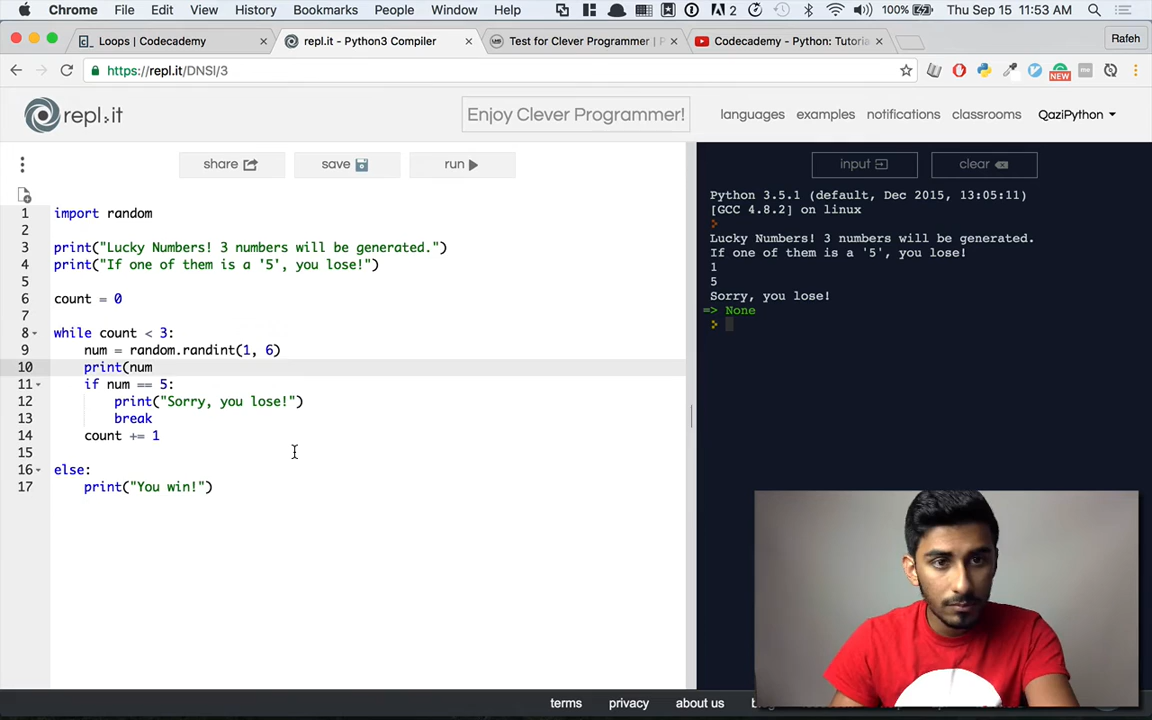 Chrome File Edit View History Bookmarks People Window Help 2 100% Thu Sep 15 11:53 AM
Loops | Codecademy × repl.it - Python3 Compiler × Test for Clever Programmer | P × Codecademy - Python: Tutoria × Rafeh
https://repl.it/DNSI/3 NEW me
repl.it Enjoy Clever Programmer! languages examples notifications classrooms QaziPython
share save run input clear
1 import random
2
3 print("Lucky Numbers! 3 numbers will be generated.")
4 print("If one of them is a '5', you lose!")
5
6 count = 0
7
8 while count < 3:
9 num = random.randint(1, 6)
10 print(num
11 if num == 5:
12 print("Sorry, you lose!")
13 break
14 count += 1
15
16 else:
17 print("You win!")
Python 3.5.1 (default, Dec 2015, 13:05:11)
[GCC 4.8.2] on linux
Lucky Numbers! 3 numbers will be generated.
If one of them is a '5', you lose!
1
5
Sorry, you lose!
=> None
terms privacy about us